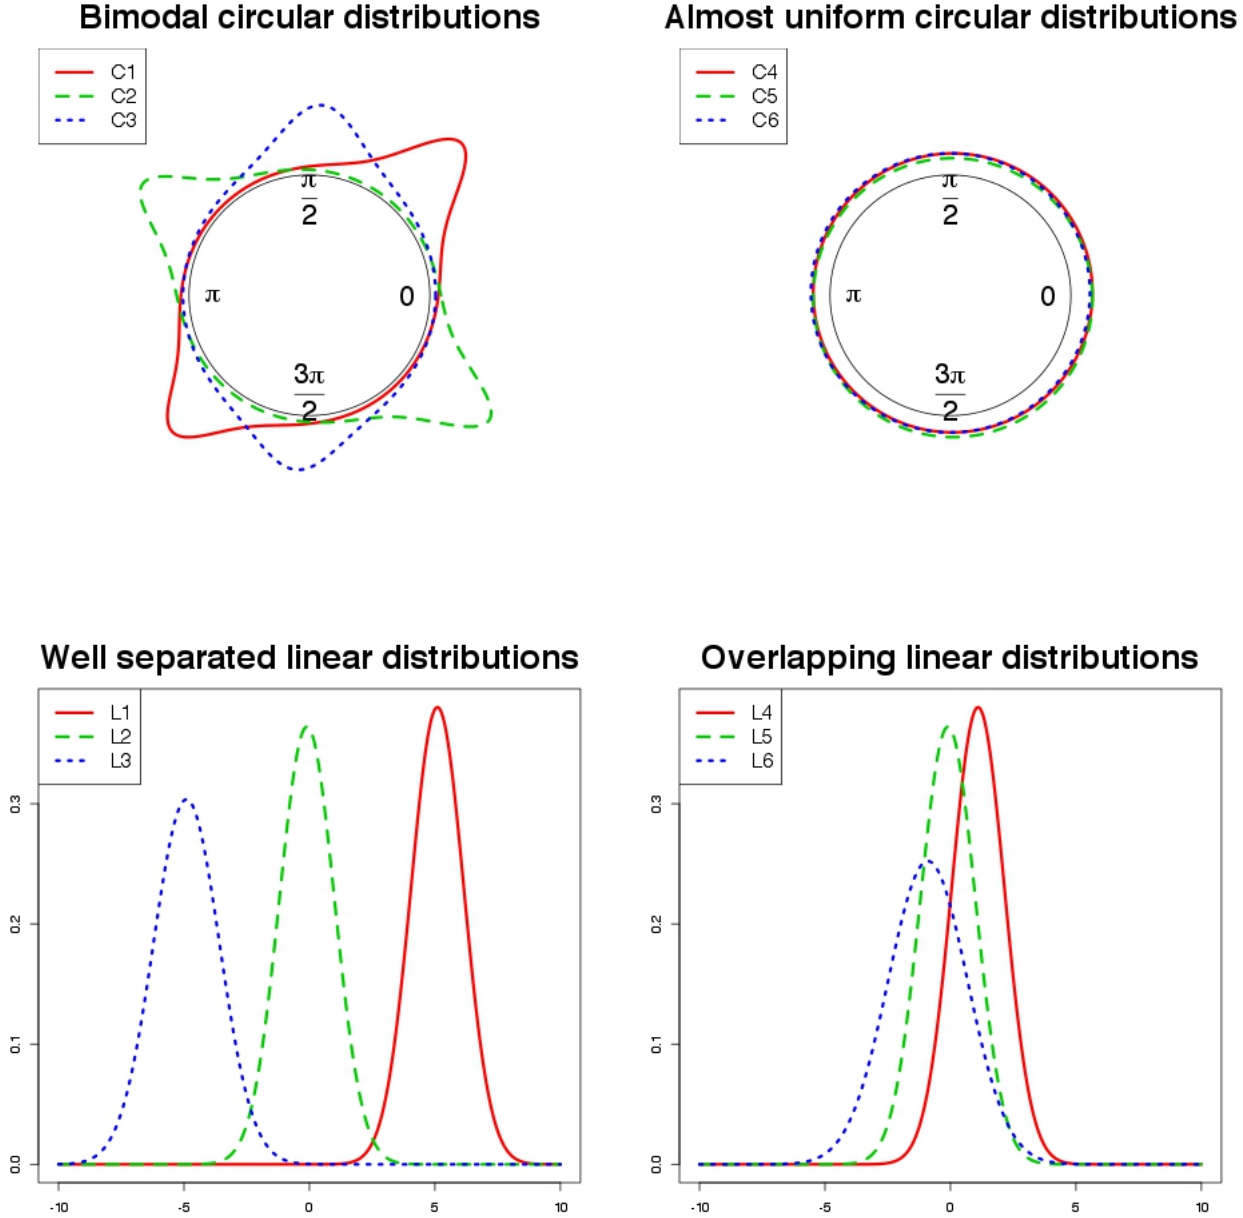 Bimodal circular distributions
C1
C2
C3
π
2
π
0
3π
2
Almost uniform circular distributions
C4
C5
C6
π
2
π
0
3π
2
Well separated linear distributions
L1
L2
L3
0.3
0.2
0.1
0.0
-10 -5 0 5 10
Overlapping linear distributions
L4
L5
L6
0.3
0.2
0.1
0.0
-10 -5 0 5 10